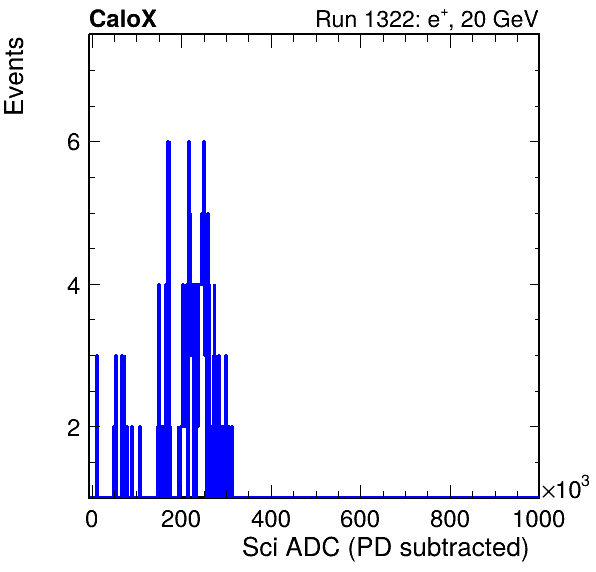 CaloX Run 1322: e⁺, 20 GeV
Events
6
4
2
×10³
0 200 400 600 800 1000
Sci ADC (PD subtracted)